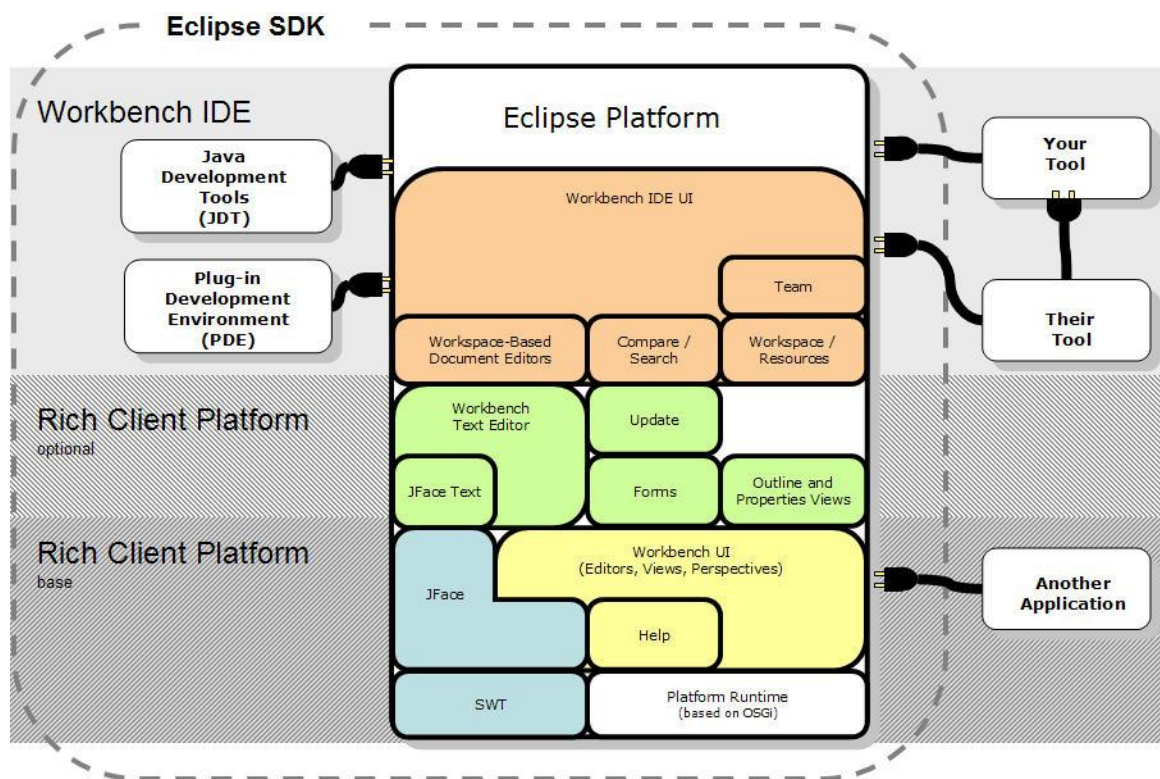 Eclipse SDK
Workbench IDE
Eclipse Platform
Java
Development
Tools
(JDT)
Your
Tool
Workbench IDE UI
Plug-in
Development
Environment
(PDE)
Team
Their
Tool
Workspace-Based
Document Editors
Compare /
Search
Workspace /
Resources
Rich Client Platform
optional
Workbench
Text Editor
Update
JFace Text
Forms
Outline and
Properties Views
Rich Client Platform
base
JFace
Workbench UI
(Editors, Views, Perspectives)
Another
Application
Help
SWT
Platform Runtime
(based on OSGi)